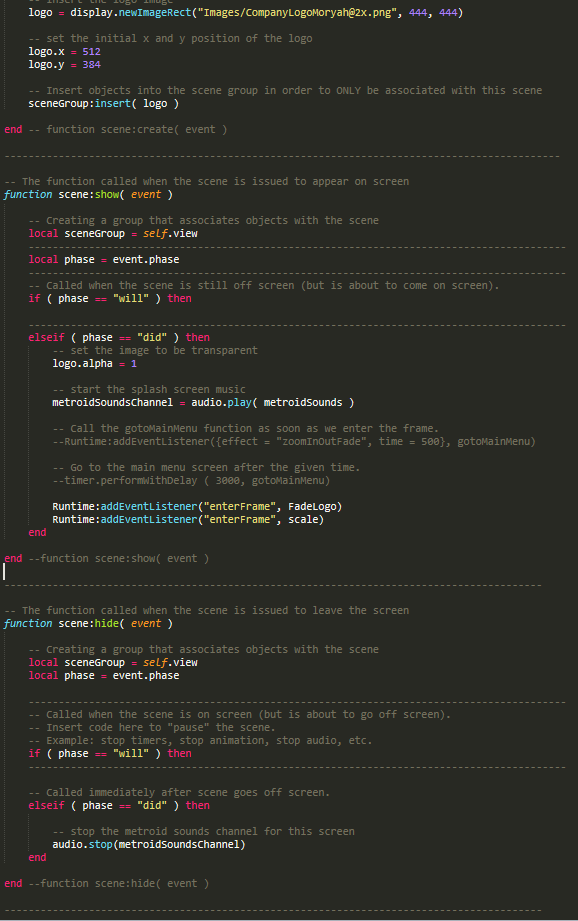 -- Insert the logo image
logo = display.newImageRect("Images/CompanyLogoMoryah@2x.png", 444, 444)
-- set the initial x and y position of the logo
logo.x = 512
logo.y = 384
-- Insert objects into the scene group in order to ONLY be associated with this scene
sceneGroup:insert( logo )
end -- function scene:create( event )
-----------------------------------------------------------------------------------------
-- The function called when the scene is issued to appear on screen
function scene:show( event )
-- Creating a group that associates objects with the scene
local sceneGroup = self.view
-----------------------------------------------------------------------------------------
local phase = event.phase
-----------------------------------------------------------------------------------------
-- Called when the scene is still off screen (but is about to come on screen).
if ( phase == "will" ) then
-----------------------------------------------------------------------------------------
elseif ( phase == "did" ) then
-- set the image to be transparent
logo.alpha = 1
-- start the splash screen music
metroidSoundsChannel = audio.play( metroidSounds )
-- Call the gotoMainMenu function as soon as we enter the frame.
--Runtime:addEventListener({effect = "zoomInOutFade", time = 500}, gotoMainMenu)
-- Go to the main menu screen after the given time.
--timer.performWithDelay ( 3000, gotoMainMenu)
Runtime:addEventListener("enterFrame", FadeLogo)
Runtime:addEventListener("enterFrame", scale)
end
end --function scene:show( event )
-----------------------------------------------------------------------------------------
-- The function called when the scene is issued to leave the screen
function scene:hide( event )
-- Creating a group that associates objects with the scene
local sceneGroup = self.view
local phase = event.phase
-----------------------------------------------------------------------------------------
-- Called when the scene is on screen (but is about to go off screen).
-- Insert code here to "pause" the scene.
-- Example: stop timers, stop animation, stop audio, etc.
if ( phase == "will" ) then
-----------------------------------------------------------------------------------------
-- Called immediately after scene goes off screen.
elseif ( phase == "did" ) then
-- stop the metroid sounds channel for this screen
audio.stop(metroidSoundsChannel)
end
end --function scene:hide( event )
-----------------------------------------------------------------------------------------